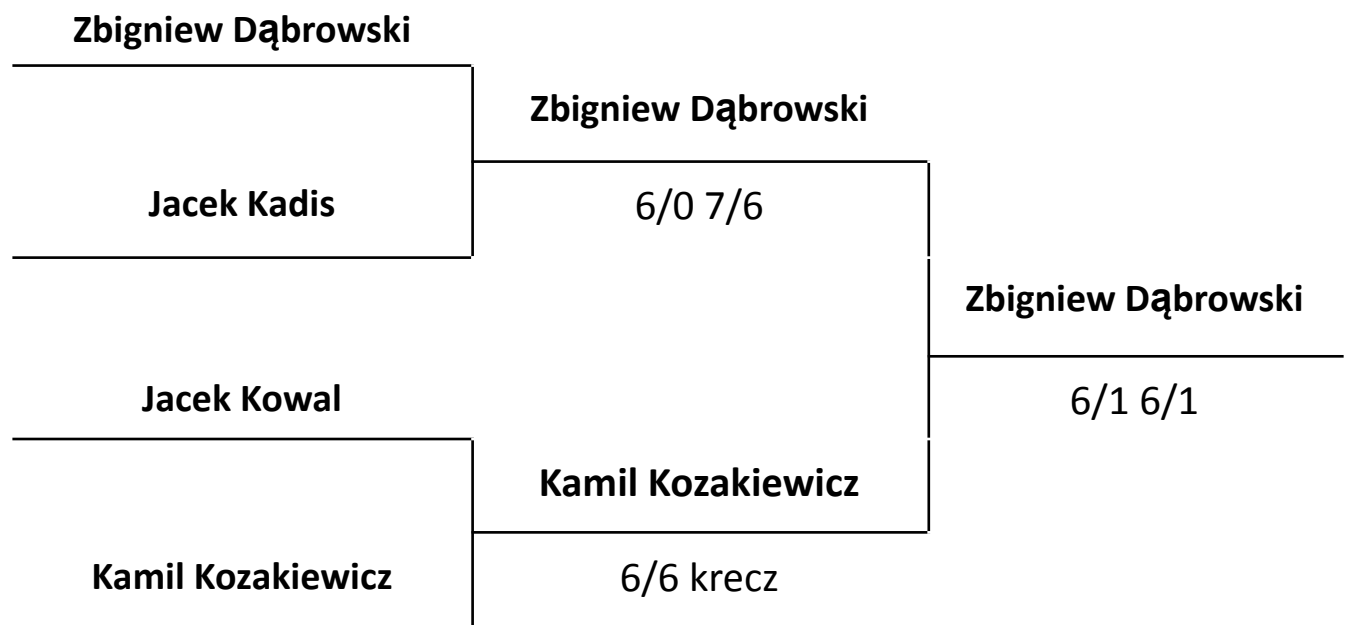 Zbigniew Dąbrowski
Zbigniew Dąbrowski
Jacek Kadis
6/0 7/6
Zbigniew Dąbrowski
Jacek Kowal
6/1 6/1
Kamil Kozakiewicz
Kamil Kozakiewicz
6/6 krecz